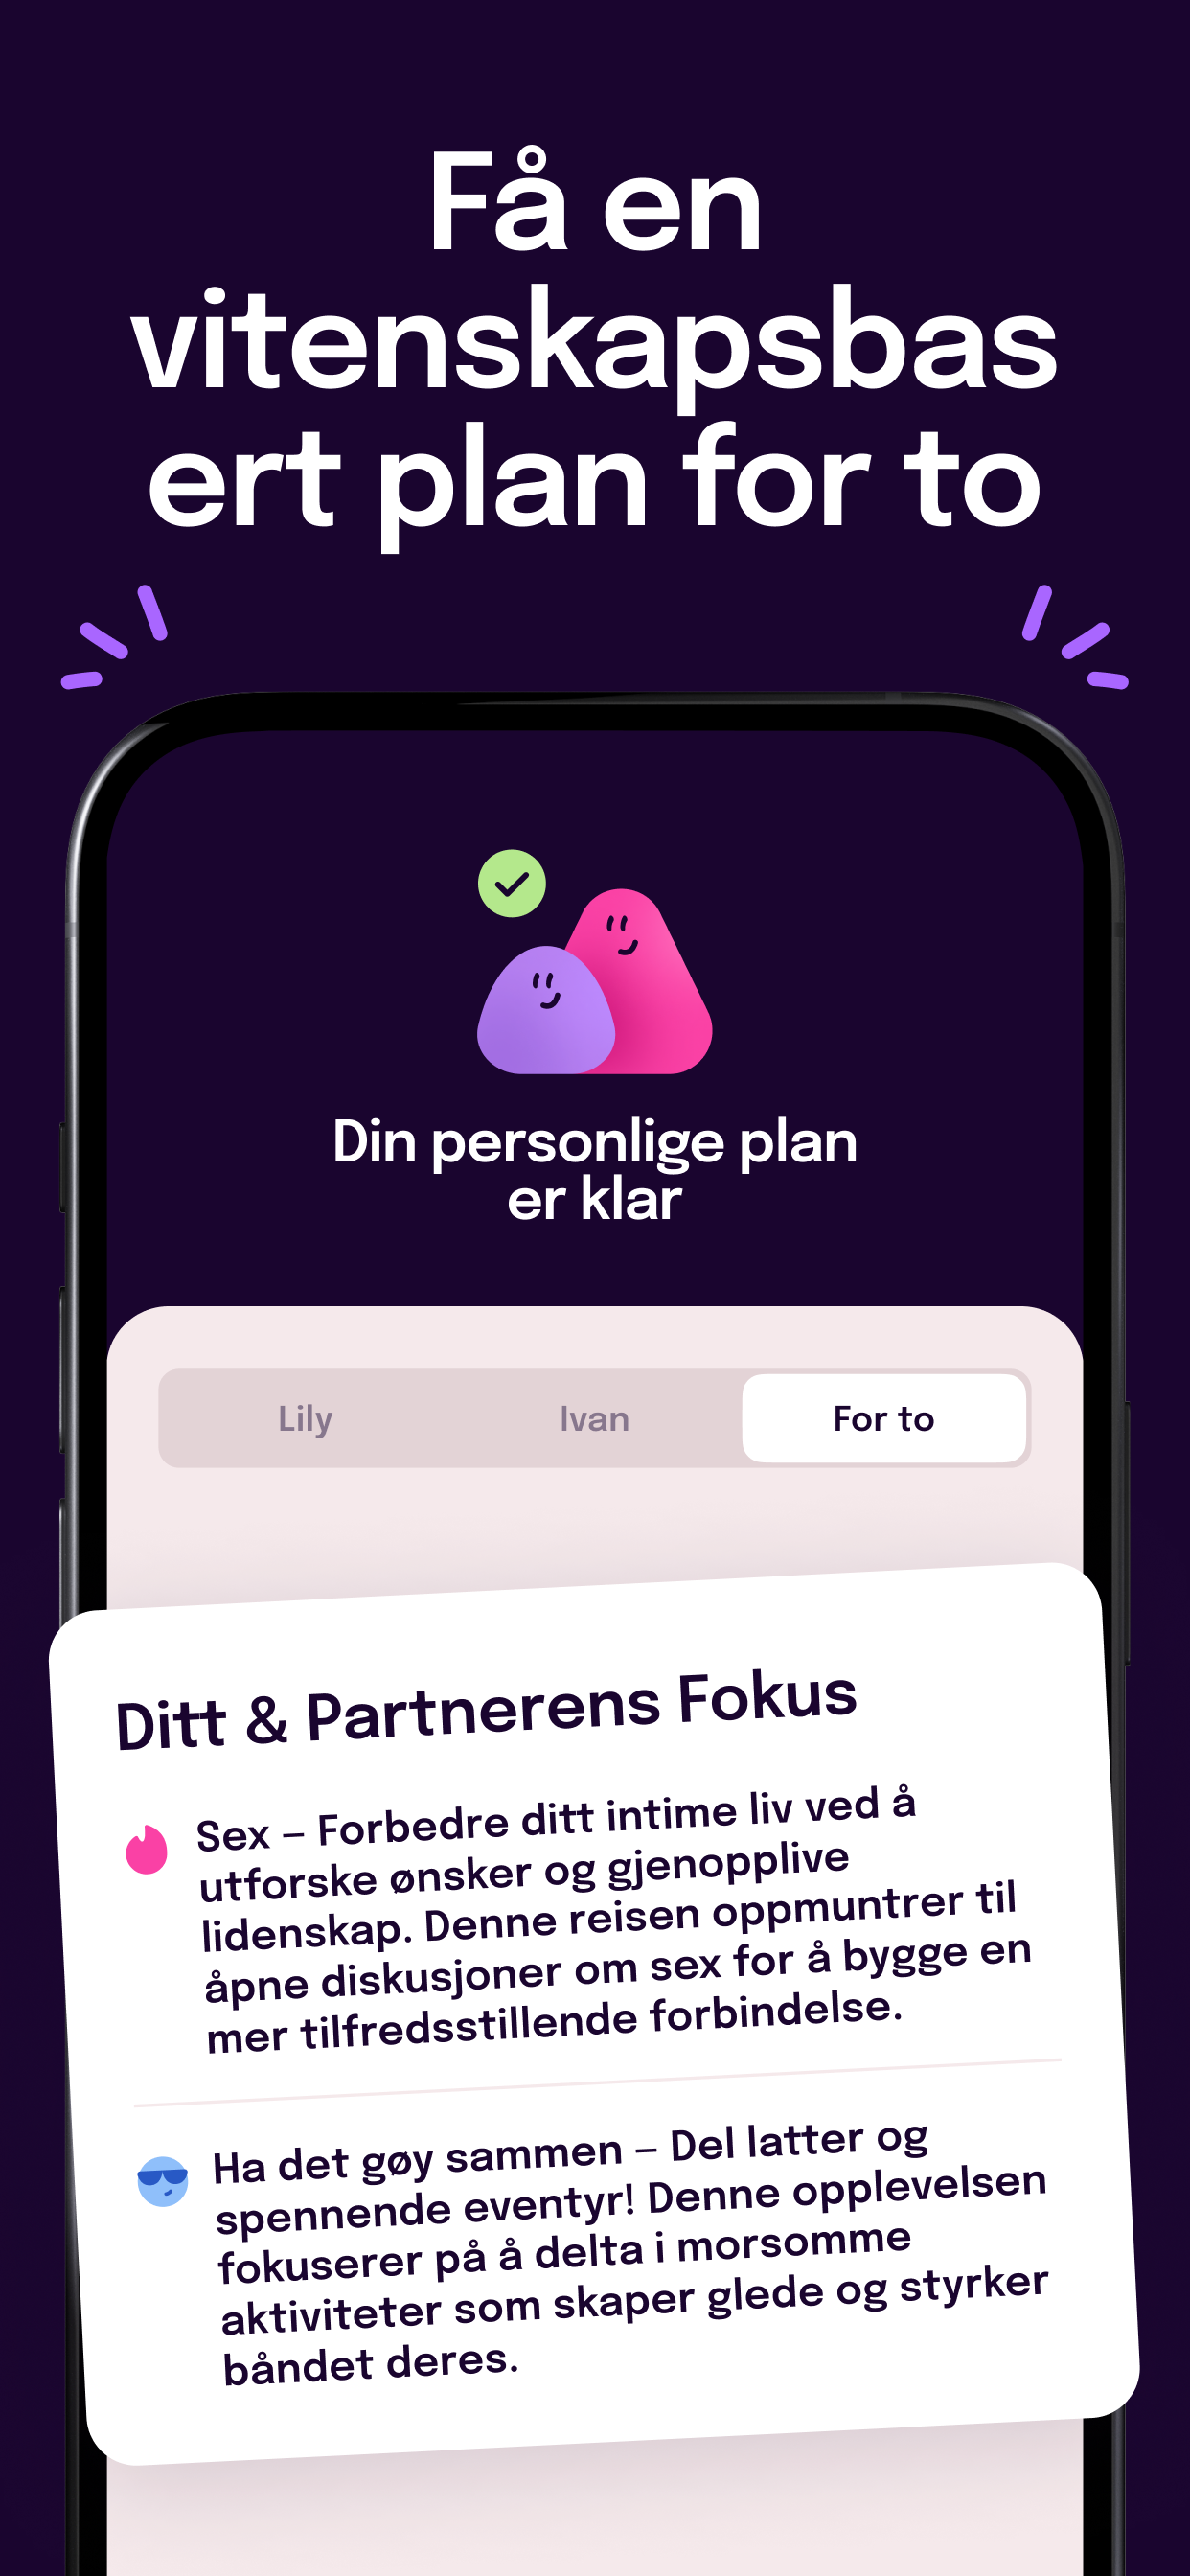 Få en
vitenskapsbas
ert plan for to
Din personlige plan
er klar
Lily
Ivan
For to
Ditt & Partnerens Fokus
Sex – Forbedre ditt intime liv ved å
utforske ønsker og gjenopplive
lidenskap. Denne reisen oppmuntrer til
åpne diskusjoner om sex for å bygge en
mer tilfredsstillende forbindelse.
Ha det gøy sammen – Del latter og
spennende eventyr! Denne opplevelsen
fokuserer på å delta i morsomme
aktiviteter som skaper glede og styrker
båndet deres.